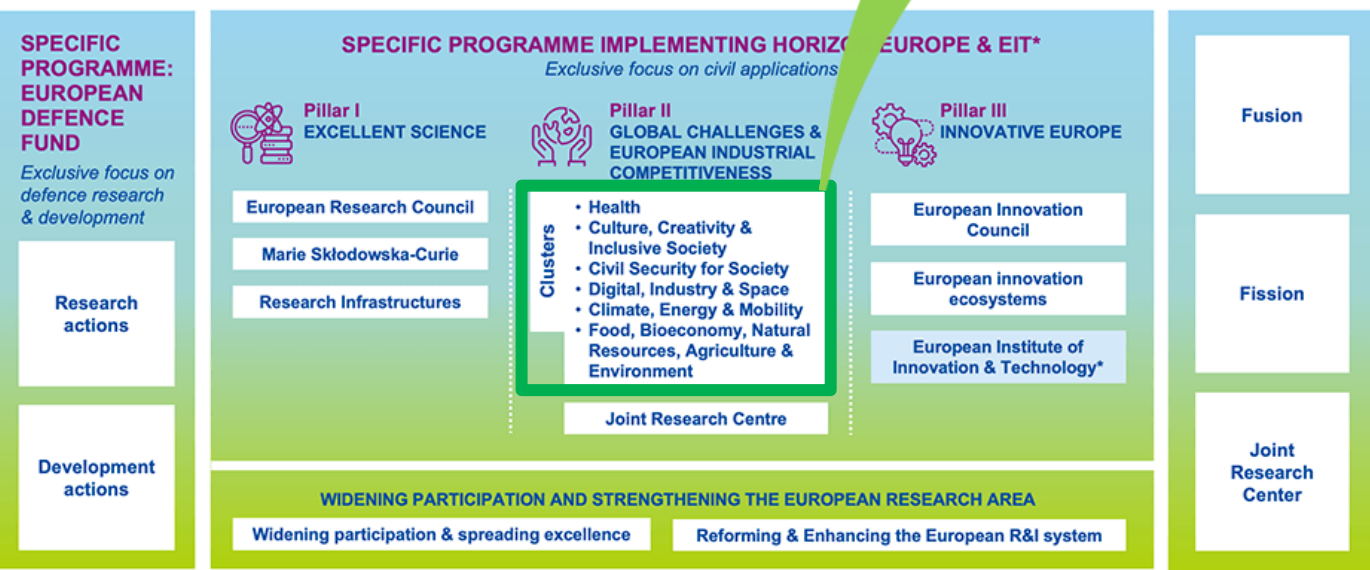 SPECIFIC
PROGRAMME:
EUROPEAN
DEFENCE
FUND
Exclusive focus on
defence research
& development
Research
actions
Development
actions
SPECIFIC PROGRAMME IMPLEMENTING HORIZO EUROPE & EIT*
Exclusive focus on civil applications
Pillar I
EXCELLENT SCIENCE
European Research Council
Marie Skłodowska-Curie
Research Infrastructures
Pillar II
GLOBAL CHALLENGES &
EUROPEAN INDUSTRIAL
COMPETITIVENESS
Clusters
• Health
• Culture, Creativity &
Inclusive Society
• Civil Security for Society
• Digital, Industry & Space
• Climate, Energy & Mobility
• Food, Bioeconomy, Natural
Resources, Agriculture &
Environment
Joint Research Centre
Pillar III
INNOVATIVE EUROPE
European Innovation
Council
European innovation
ecosystems
European Institute of
Innovation & Technology*
WIDENING PARTICIPATION AND STRENGTHENING THE EUROPEAN RESEARCH AREA
Widening participation & spreading excellence
Reforming & Enhancing the European R&I system
Fusion
Fission
Joint
Research
Center